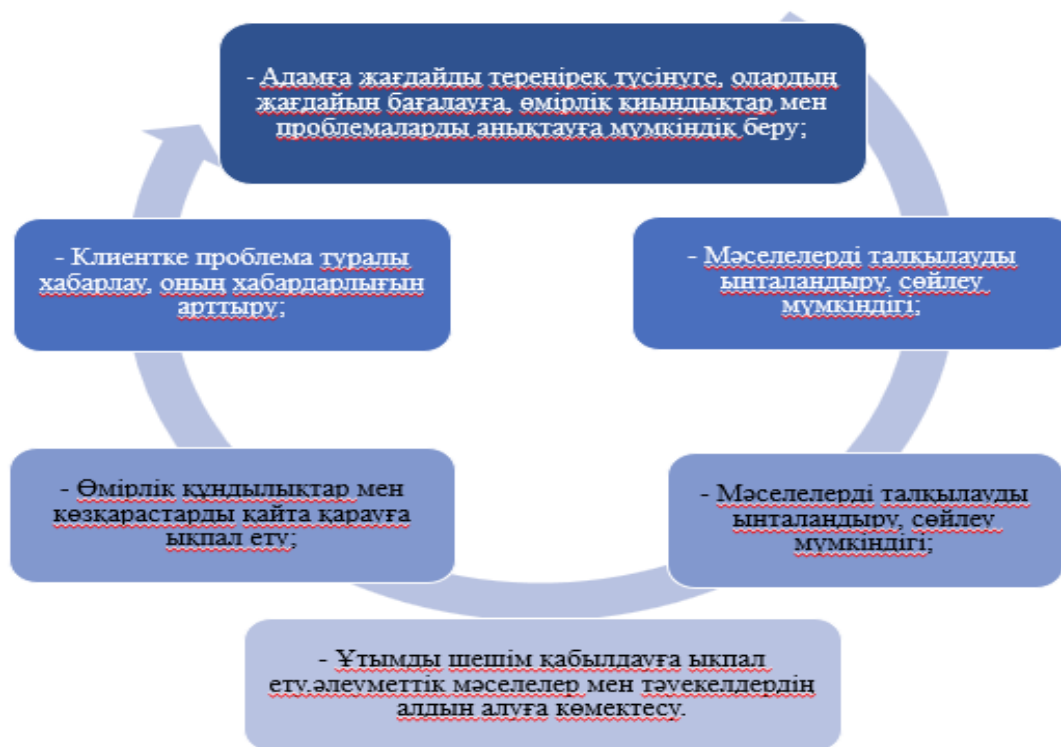 - Адамға жағдайды теренірек түсінуге, олардың
жағдайын бағалауға, өмірлік қиындықтар мен
проблемаларды анықтауға мүмкіндік беру;
- Мәселелерді талқылауды
ынталандыру, сөйлеу
мүмкіндігі;
- Мәселелерді талқылауды
ынталандыру, сөйлеу
мүмкіндігі;
- Ұтымды шешім қабылдауға ықпал
ету.әлеуметтік мәселелер мен тәуекелдердің
алдын алуға көмектесу.
- Өмірлік құндылықтар мен
көзқарастарды қайта қарауға
ықпал ету;
- Клиентке проблема туралы
хабарлау, оның хабардарлығын
арттыру;